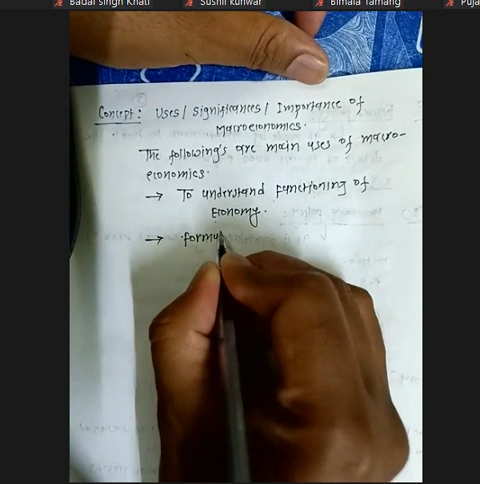 Badal singh Khati
Sushil kunwar
Bimala Tamang
Puja
Concept: Uses / significances / Importance of
Macroeconomics.
The following's are main uses of macro-
economics.
→ To understand functioning of
Economy.
→ formu